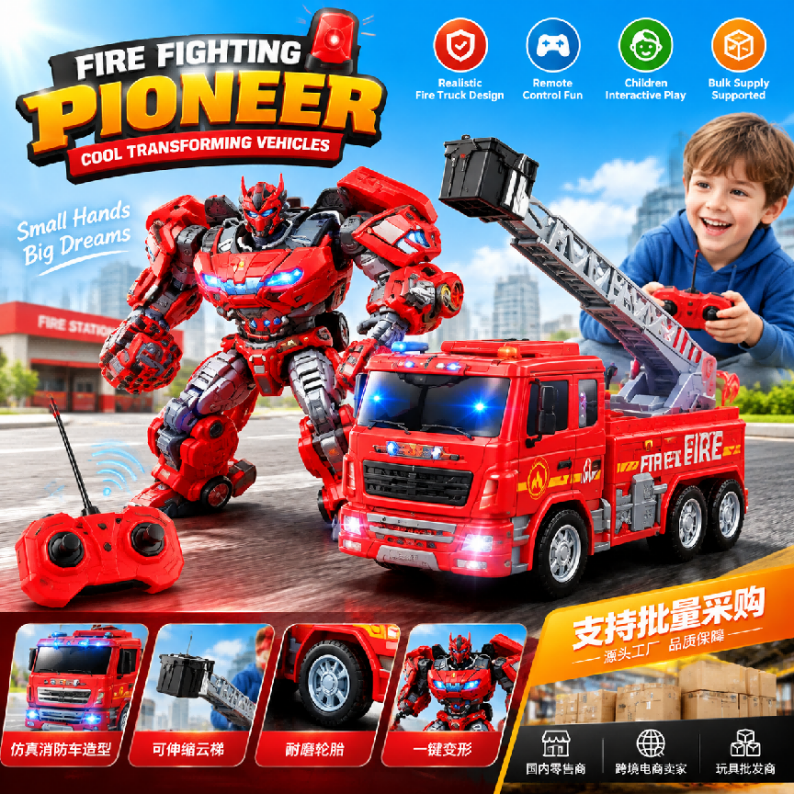 FIRE FIGHTING
PIONEER
COOL TRANSFORMING VEHICLES
Small Hands
Big Dreams
Realistic
Fire Truck Design
Remote
Control Fun
Children
Interactive Play
Bulk Supply
Supported
FIRE STATION
FIRE
仿真消防车造型
可伸缩云梯
耐磨轮胎
一键变形
支持批量采购
源头工厂 品质保障
国内零售商
跨境电商卖家
玩具批发商